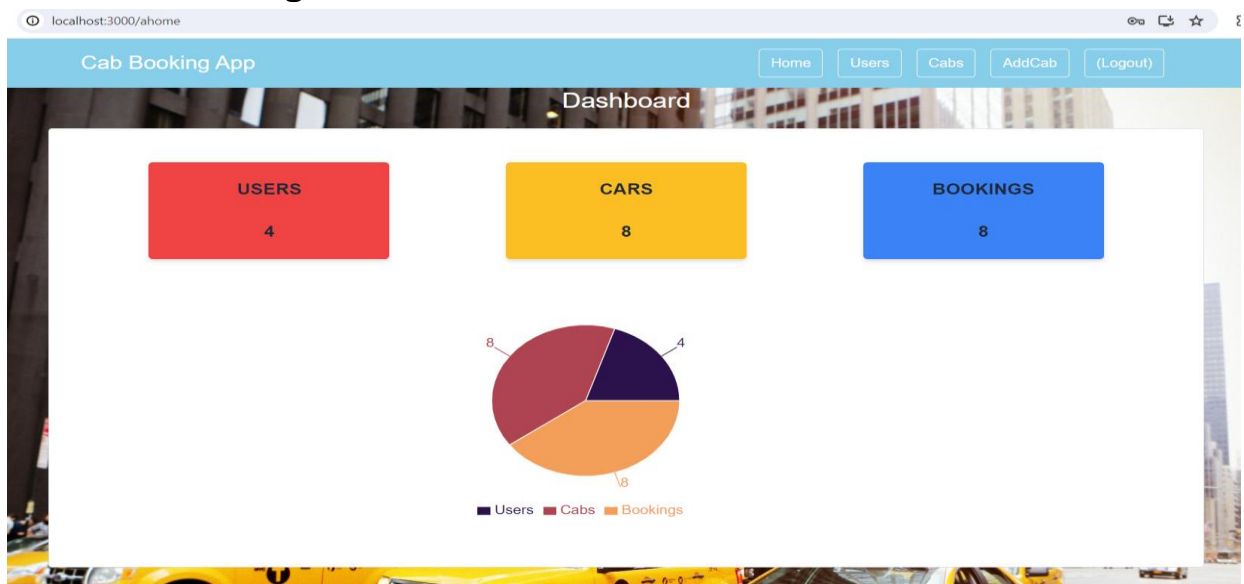 localhost:3000/ahome
Cab Booking App Home Users Cabs AddCab (Logout)
Dashboard
USERS CARS BOOKINGS
4 8 8
8 4
8
Users Cabs Bookings